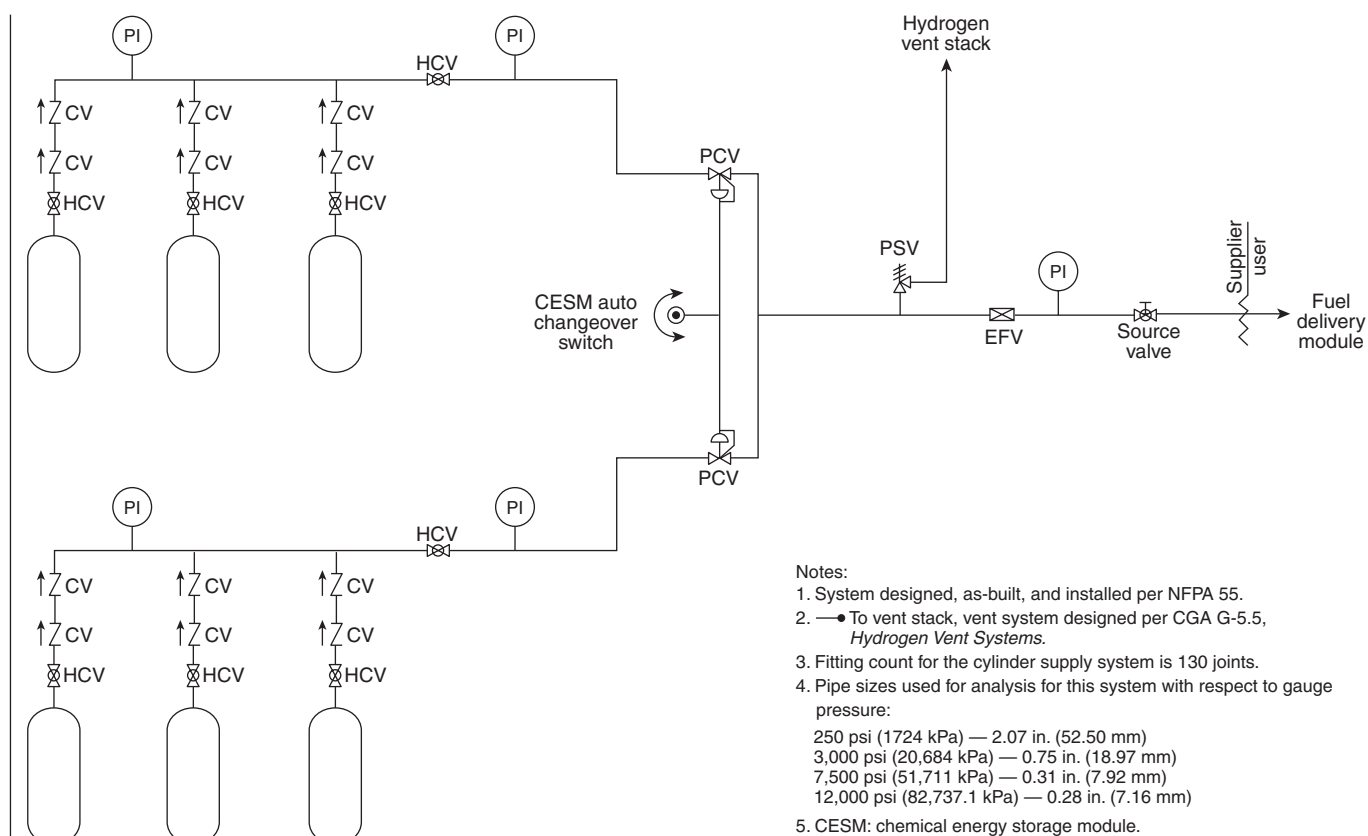 Hydrogen
vent stack
PI
PI
HCV
CV
CV
CV
CV
CV
CV
PCV
HCV
HCV
HCV
PSV
PI
Supplier
user
CESM auto
changeover
switch
EFV
Source
valve
Fuel
delivery
module
PCV
PI
PI
HCV
CV
CV
CV
CV
CV
CV
HCV
HCV
HCV
Notes:
1. System designed, as-built, and installed per NFPA 55.
2. To vent stack, vent system designed per CGA G-5.5,
Hydrogen Vent Systems.
3. Fitting count for the cylinder supply system is 130 joints.
4. Pipe sizes used for analysis for this system with respect to gauge
pressure:
250 psi (1724 kPa) — 2.07 in. (52.50 mm)
3,000 psi (20,684 kPa) — 0.75 in. (18.97 mm)
7,500 psi (51,711 kPa) — 0.31 in. (7.92 mm)
12,000 psi (82,737.1 kPa) — 0.28 in. (7.16 mm)
5. CESM: chemical energy storage module.